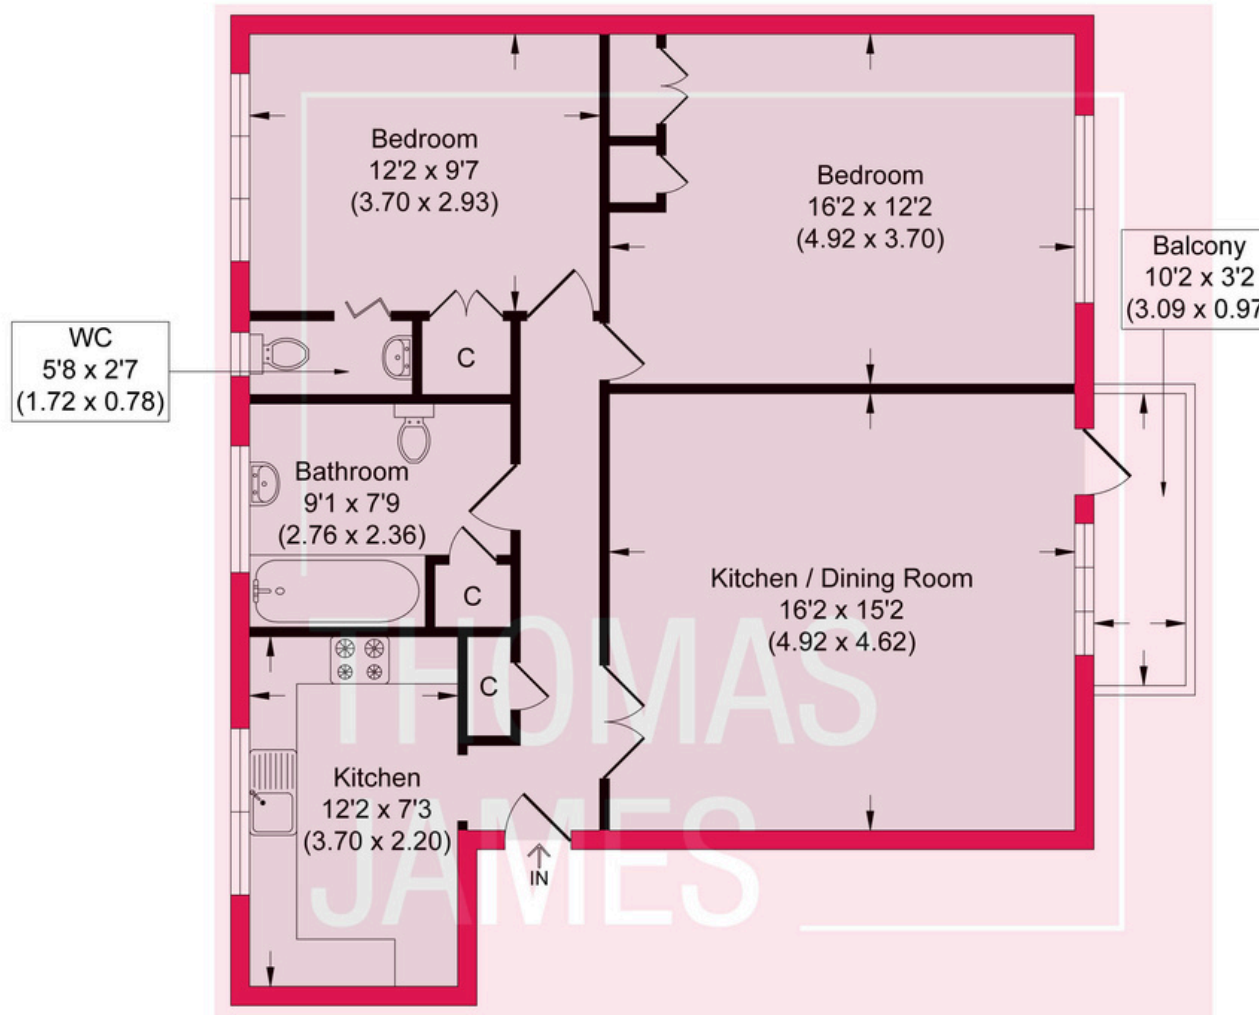 Bedroom
12'2 x 9'7
(3.70 x 2.93)
Bedroom
16'2 x 12'2
(4.92 x 3.70)
Balcony
10'2 x 3'2
(3.09 x 0.97
WC
5'8 x 2'7
(1.72 x 0.78)
C
Bathroom
9'1 x 7'9
(2.76 x 2.36)
C
Kitchen / Dining Room
16'2 x 15'2
(4.92 x 4.62)
C
Kitchen
12'2 x 7'3
(3.70 x 2.20)
IN
THOMAS
JAMES